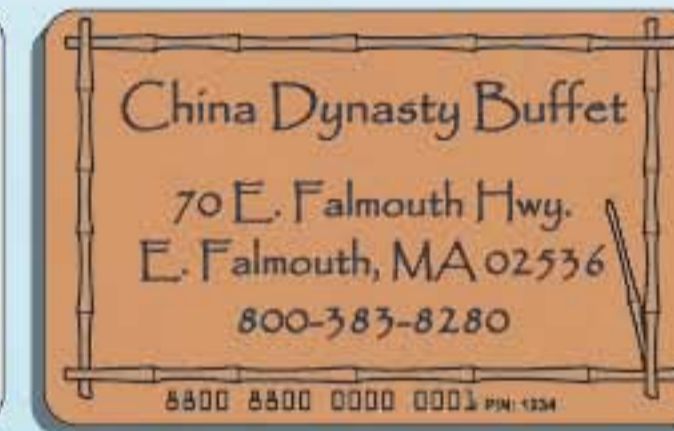 China Dynasty Buffet
70 E. Falmouth Hwy.
E. Falmouth, MA 02536
800-383-8280
8800 8800 0000 0001 PIN: 1234